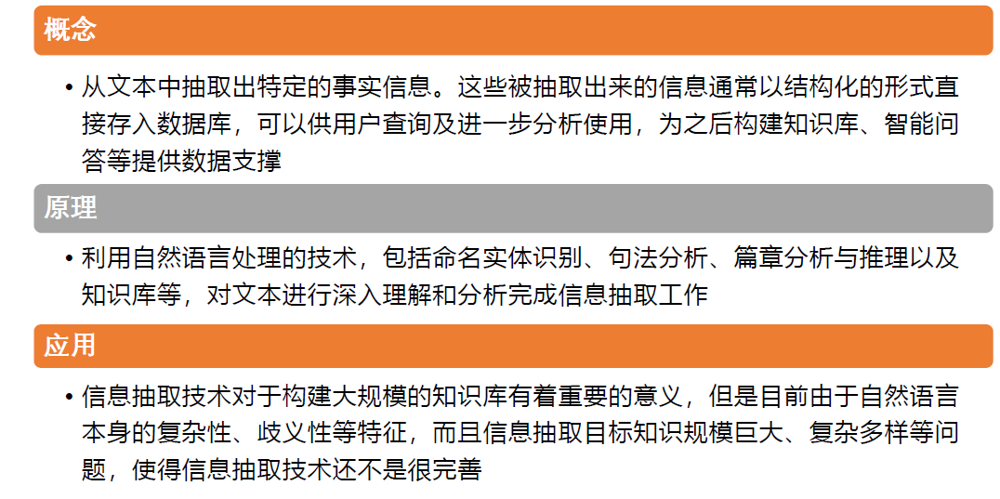 概念
• 从文本中抽取出特定的事实信息。这些被抽取出来的信息通常以结构化的形式直
接存入数据库，可以供用户查询及进一步分析使用，为之后构建知识库、智能问
答等提供数据支撑
原理
• 利用自然语言处理的技术，包括命名实体识别、句法分析、篇章分析与推理以及
知识库等，对文本进行深入理解和分析完成信息抽取工作
应用
• 信息抽取技术对于构建大规模的知识库有着重要的意义，但是目前由于自然语言
本身的复杂性、歧义性等特征，而且信息抽取目标知识规模巨大、复杂多样等问
题，使得信息抽取技术还不是很完善